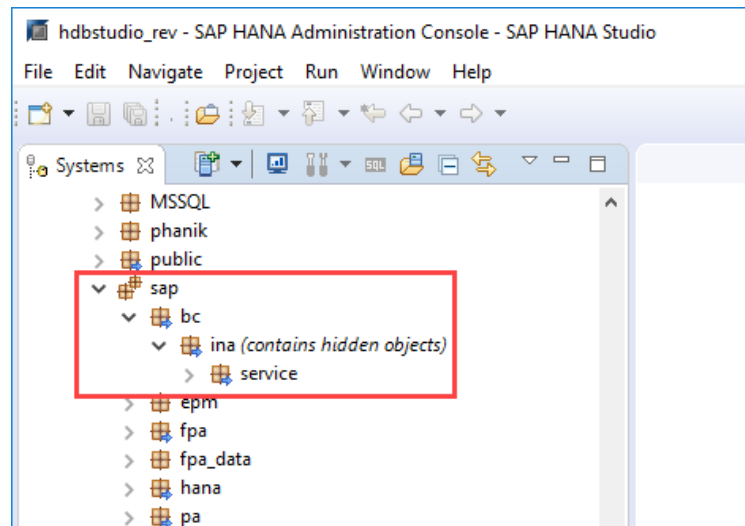 hdbstudio_rev - SAP HANA Administration Console - SAP HANA Studio
File Edit Navigate Project Run Window Help
Systems
SQL
MSSQL
phanik
public
sap
bc
ina (contains hidden objects)
service
epm
fpa
fpa_data
hana
pa